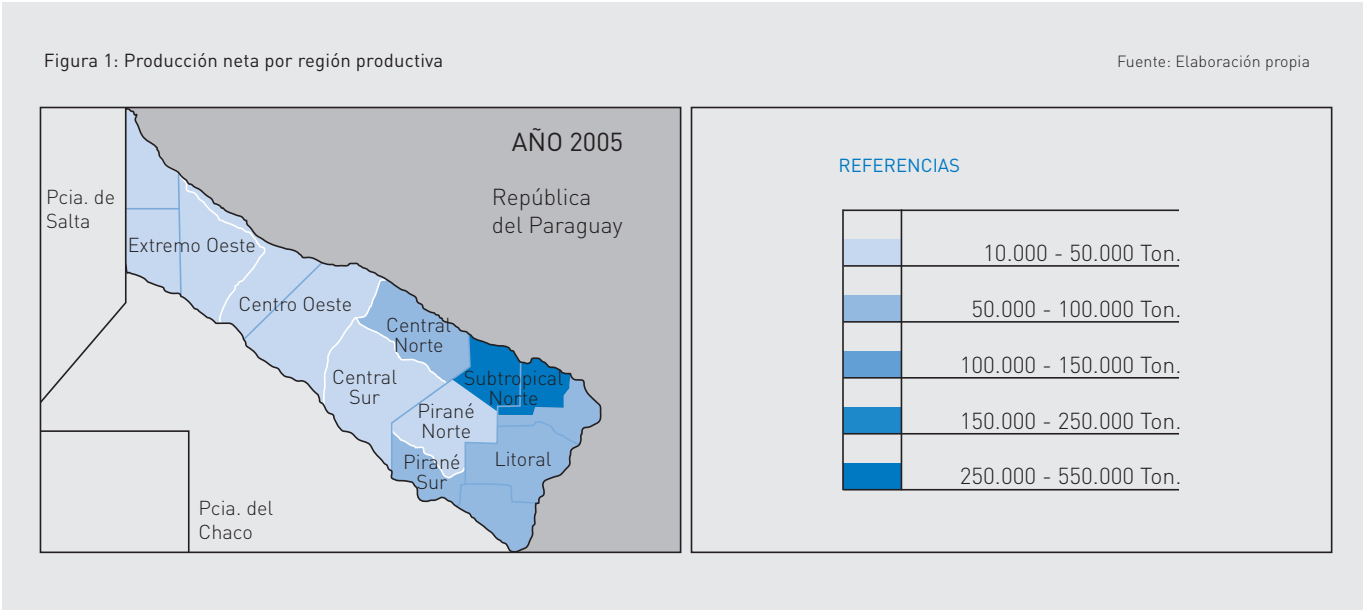 Figura 1: Producción neta por región productiva
Fuente: Elaboración propia
AÑO 2005
República
del Paraguay
Pcia. de
Salta
Extremo Oeste
Centro Oeste
Central
Norte
Central
Sur
Subtropical
Norte
Pirané
Norte
Pirané
Sur
Litoral
Pcia. del
Chaco
REFERENCIAS
10.000 - 50.000 Ton.
50.000 - 100.000 Ton.
100.000 - 150.000 Ton.
150.000 - 250.000 Ton.
250.000 - 550.000 Ton.